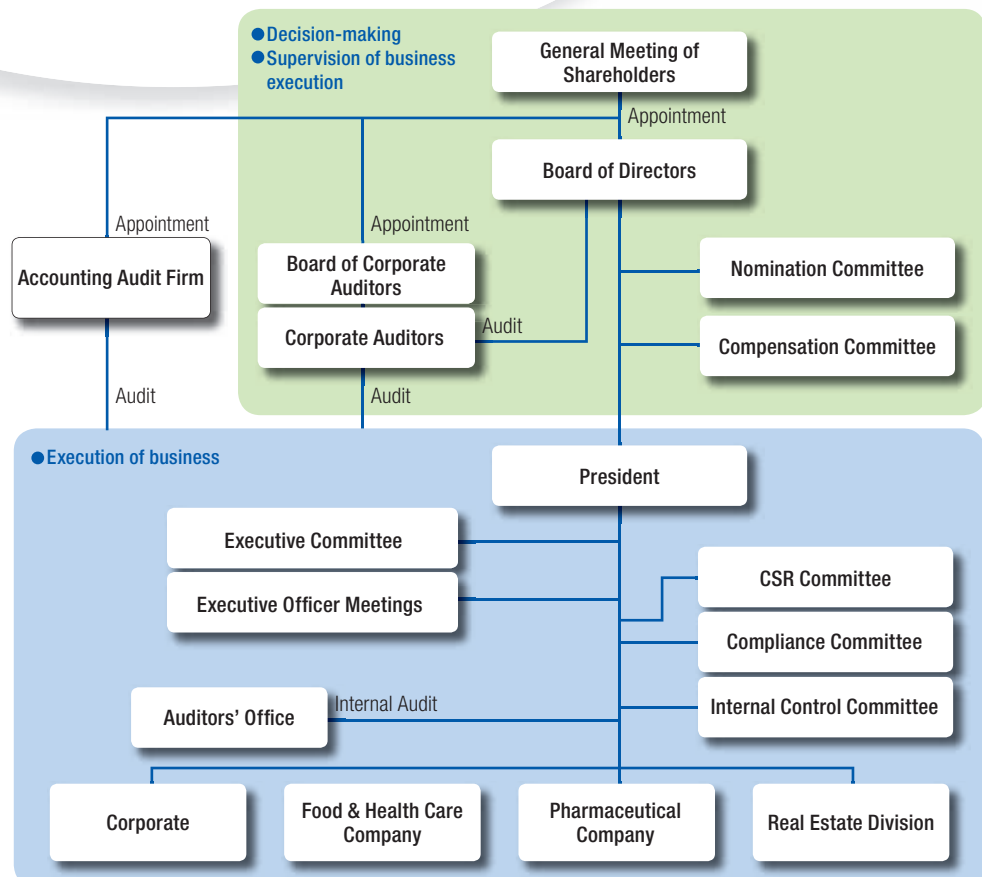 ●Decision-making
●Supervision of business
execution
General Meeting of
Shareholders
Appointment
Board of Directors
Appointment
Appointment
Accounting Audit Firm
Board of Corporate
Auditors
Nomination Committee
Corporate Auditors
Audit
Compensation Committee
Audit
Audit
●Execution of business
President
Executive Committee
CSR Committee
Executive Officer Meetings
Compliance Committee
Auditors’ Office
Internal Audit
Internal Control Committee
Corporate
Food & Health Care
Company
Pharmaceutical
Company
Real Estate Division